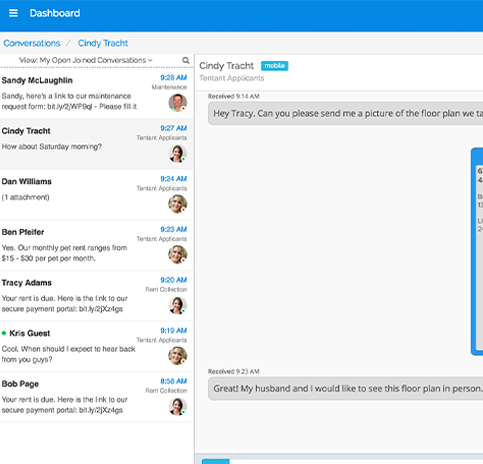 Dashboard
Conversations / Cindy Tracht
View: My Open Joined Conversations
Sandy McLaughlin 9:28 AM
Maintenance
Sandy, here's a link to our maintenance
request form: bit.ly/2jWP9ql - Please fill it
Cindy Tracht 9:27 AM
Tentant Applicants
How about Saturday morning?
Dan Williams 9:24 AM
Tentant Applicants
(1 attachment)
Ben Pfeifer 9:23 AM
Tentant Applicants
Yes. Our monthly pet rent ranges from
$15 - $30 per pet per month.
Tracy Adams 9:20 AM
Rent Collection
Your rent is due. Here is the link to our
secure payment portal: bit.ly/2jXz4gs
Kris Guest 9:19 AM
Tentant Applicants
Cool. When should I expect to hear back
from you guys?
Bob Page 8:58 AM
Rent Collection
Your rent is due. Here is the link to our
secure payment portal: bit.ly/2jXz4gs
Cindy Tracht mobile
Tentant Applicants
Received 9:14 AM
Hey Tracy. Can you please send me a picture of the floor plan we ta
Received 9:23 AM
Great! My husband and I would like to see this floor plan in person.